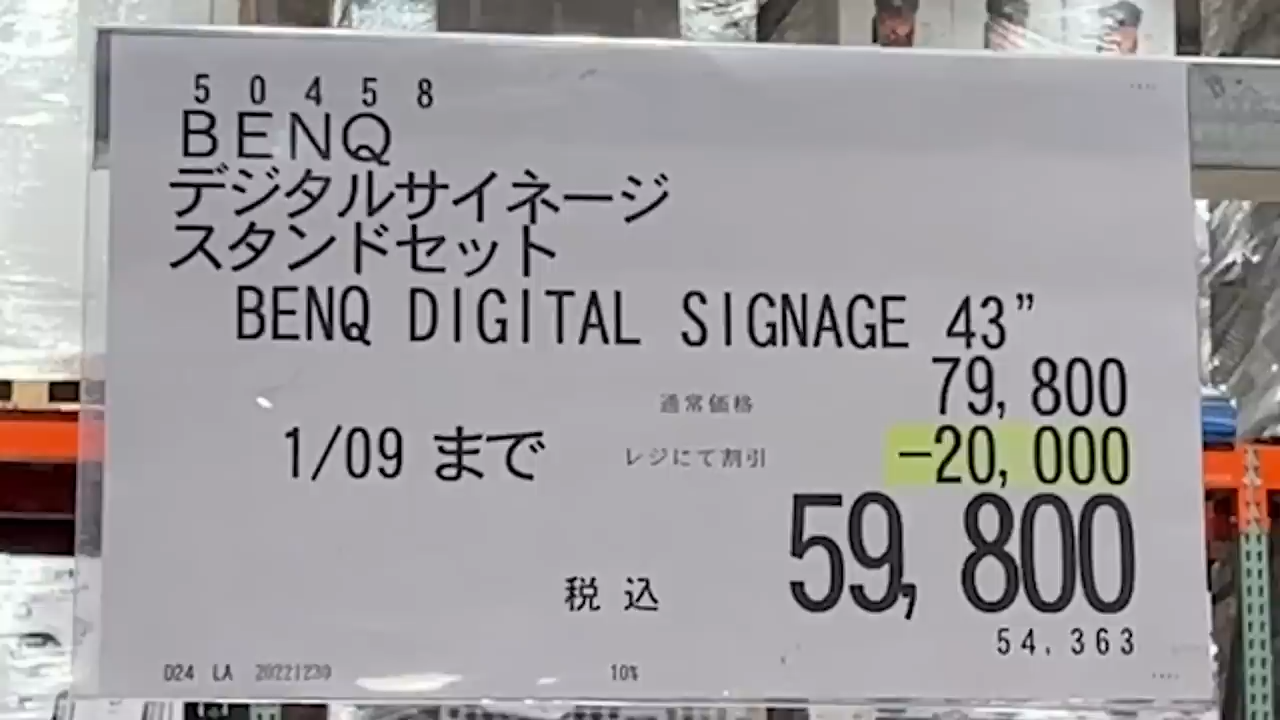 50458
BENQ
デジタルサイネージ
スタンドセット
BENQ DIGITAL SIGNAGE 43”
通常価格 79,800
1/09 まで レジにて割引 -20,000
税込 59,800
54,363
D24 LA 20221230 10%